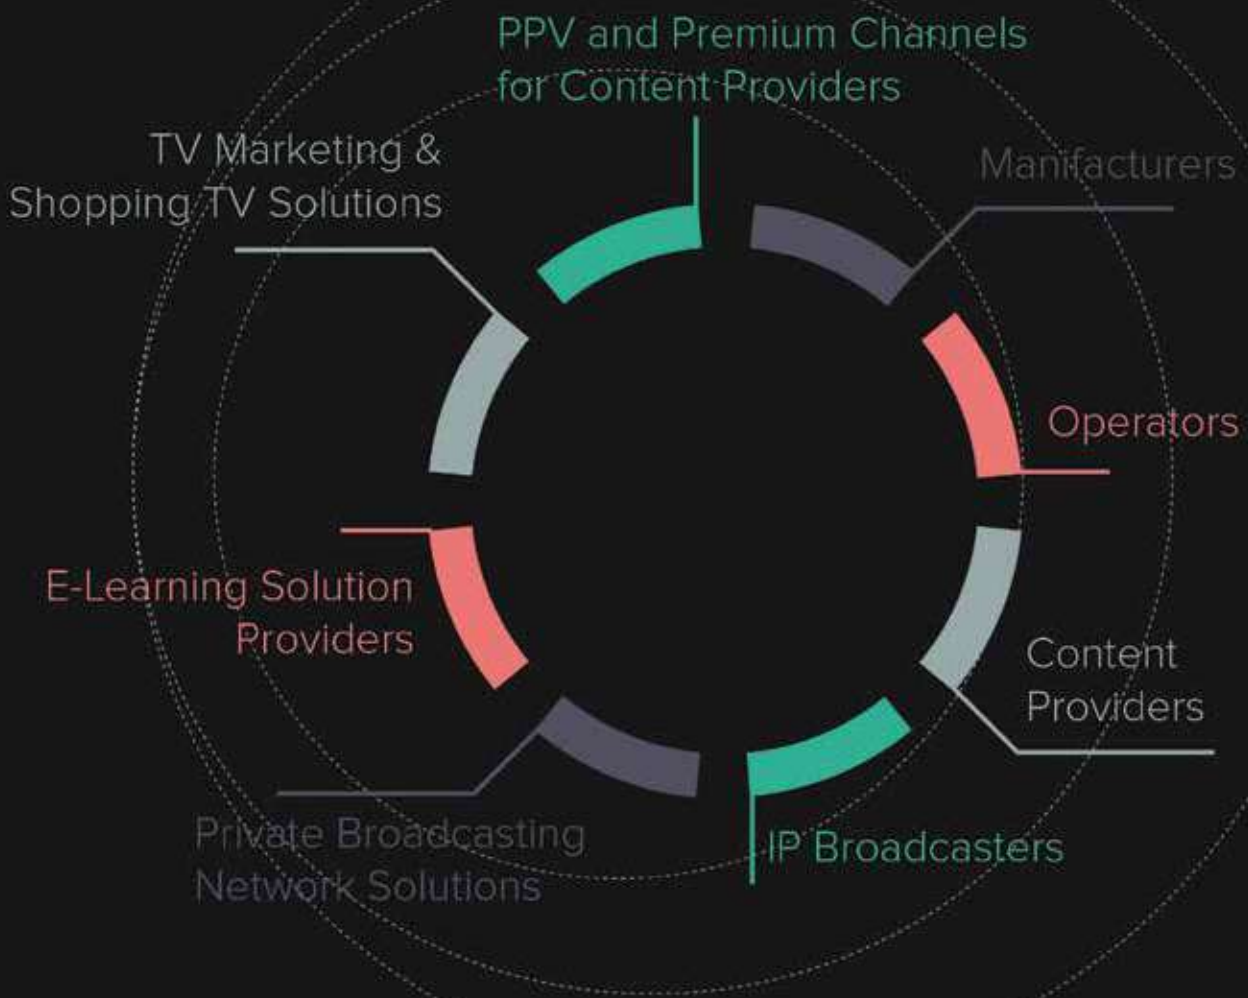 PPV and Premium Channels
for Content Providers
TV Marketing &
Shopping TV Solutions
Manifacturers
Operators
E-Learning Solution
Providers
Content
Providers
Private Broadcasting
Network Solutions
IP Broadcasters